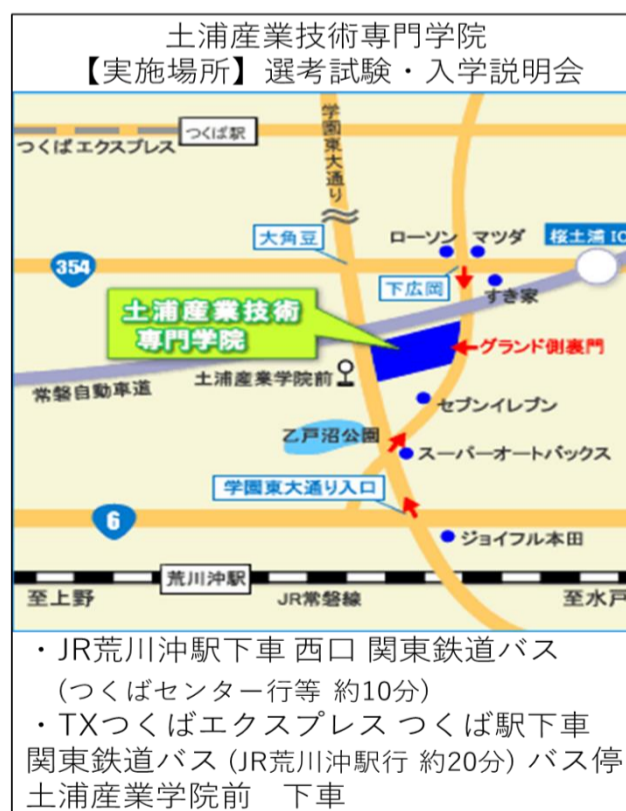 土浦産業技術専門学院
【実施場所】選考試験・入学説明会
つくば駅
つくばエクスプレス
学園東大通り
大角豆
ローソン
マツダ
桜土浦 IC
354
下広岡
すき家
土浦産業技術
専門学院
グランド側裏門
土浦産業学院前
常磐自動車道
セブンイレブン
乙戸沼公園
スーパーオートバックス
学園東大通り入口
6
ジョイフル本田
荒川沖駅
至上野
JR常磐線
至水戸
・JR荒川沖駅下車 西口 関東鉄道バス
(つくばセンター行等 約10分)
・TXつくばエクスプレス つくば駅下車
関東鉄道バス (JR荒川沖駅行 約20分) バス停
土浦産業学院前　下車